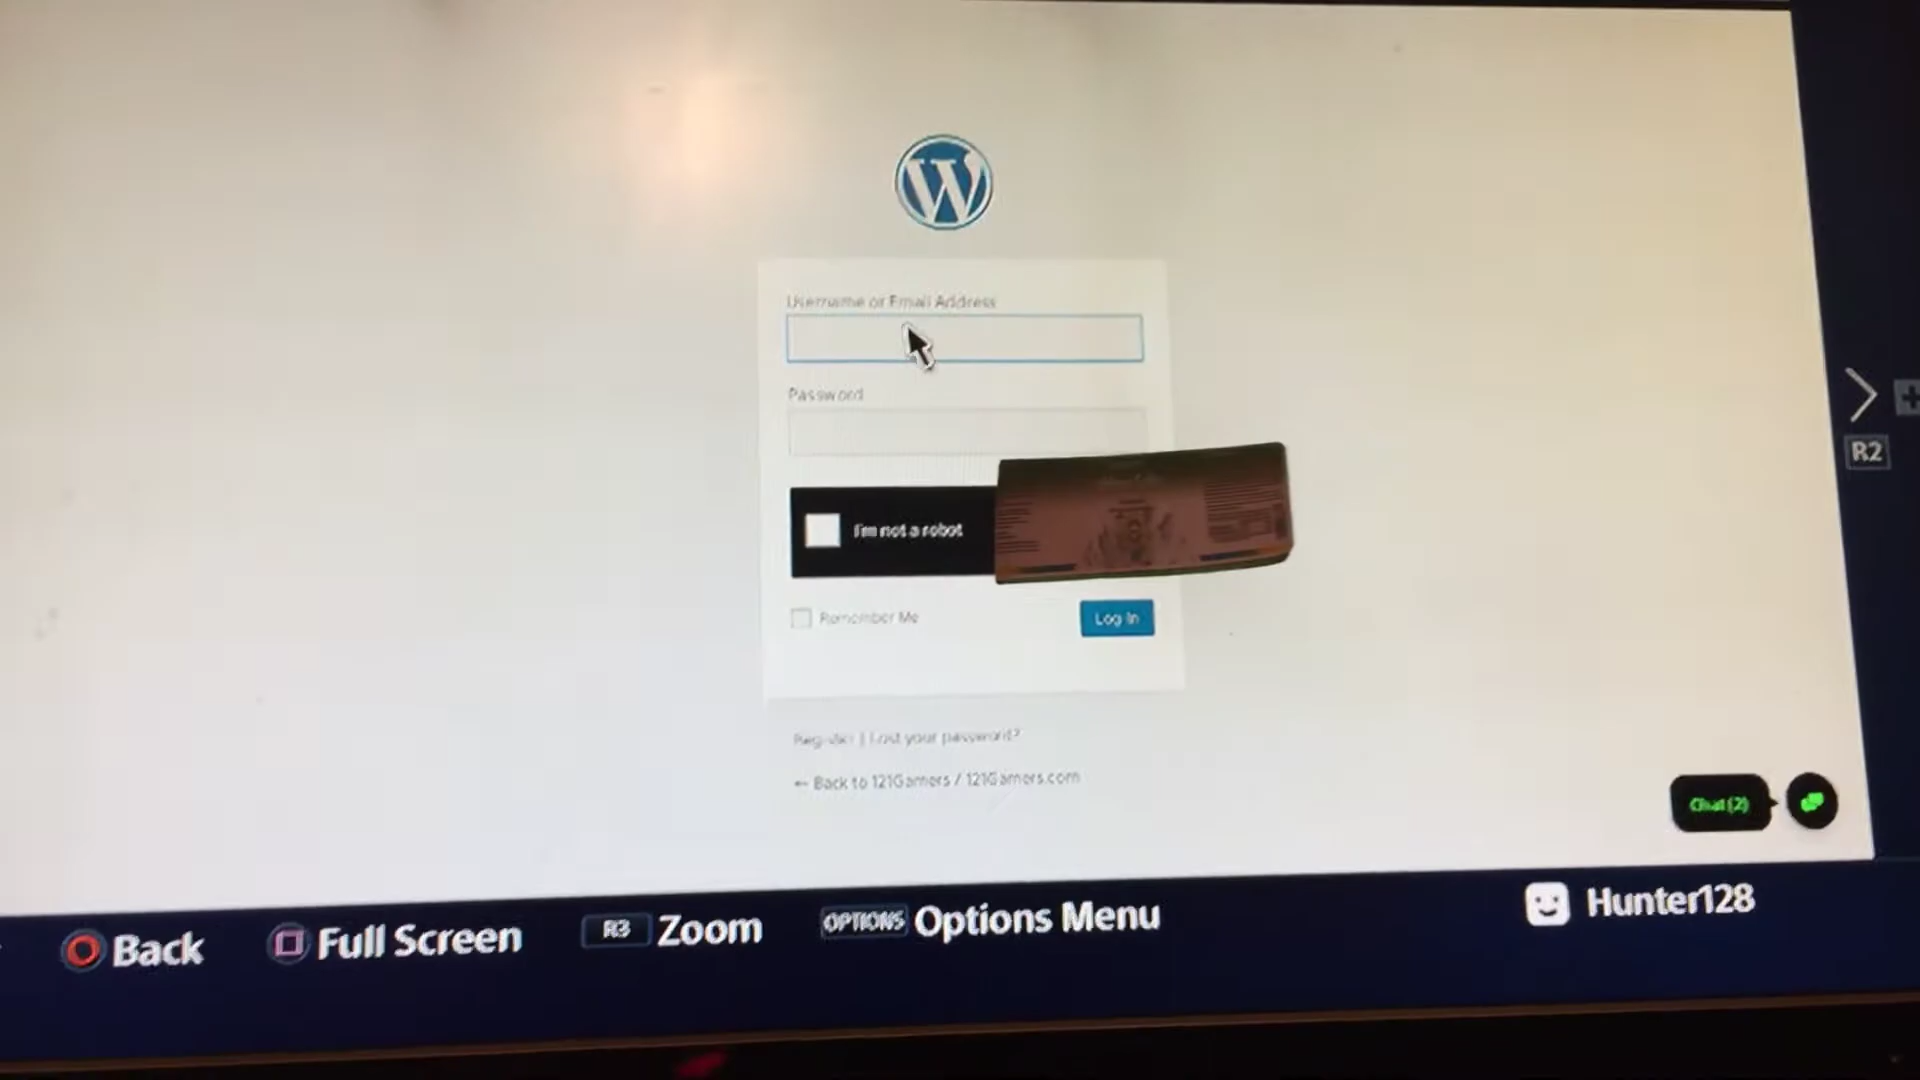 Username or Email Address
Password
I'm not a robot
Remember Me
Log In
Register | Lost your password?
← Back to 121Gamers / 121Gamers.com
R2
Chat (2)
Back
Full Screen
R3 Zoom
OPTIONS Options Menu
Hunter128